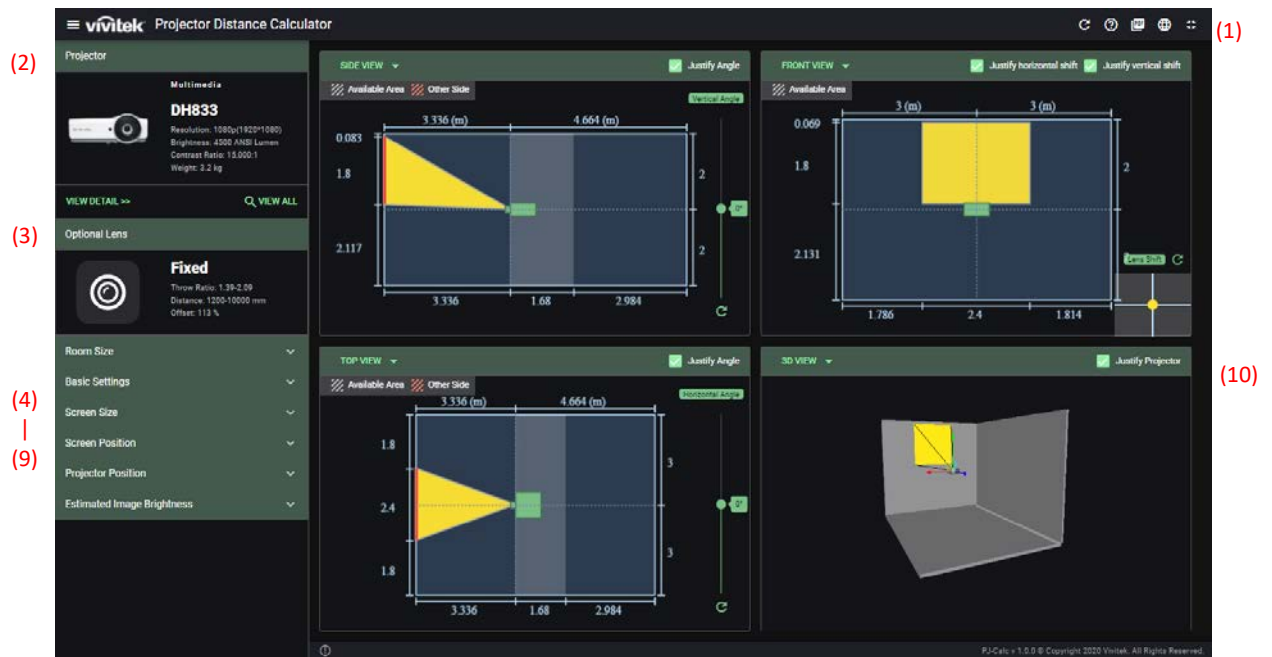 vivitek Projector Distance Calculator
(1)
(2)
Projector
Multimedia
DH833
Resolution: 1080p(1920*1080)
Brightness: 4500 ANSI Lumen
Contrast Ratio: 15,000:1
Weight: 3.2 kg
VIEW DETAIL >>
VIEW ALL
(3)
Optional Lens
Fixed
Throw Ratio: 1.39-2.09
Distance: 1200-10000 mm
Offset: 113 %
(4)
|
(9)
Room Size
Basic Settings
Screen Size
Screen Position
Projector Position
Estimated Image Brightness
SIDE VIEW
Justify Angle
Available Area
Other Side
Vertical Angle
3.336 (m)
4.664 (m)
0.083
1.8
2.117
2
2
0°
3.336
1.68
2.984
FRONT VIEW
Justify horizontal shift
Justify vertical shift
Available Area
3 (m)
3 (m)
0.069
1.8
2.131
2
Lens Shift
1.786
2.4
1.814
TOP VIEW
Justify Angle
Available Area
Other Side
Horizontal Angle
3.336 (m)
4.664 (m)
1.8
2.4
1.8
3
3
0°
3.336
1.68
2.984
3D VIEW
Justify Projector
(10)
PJ-Calc v 1.0.0 © Copyright 2020 Vivitek. All Rights Reserved.